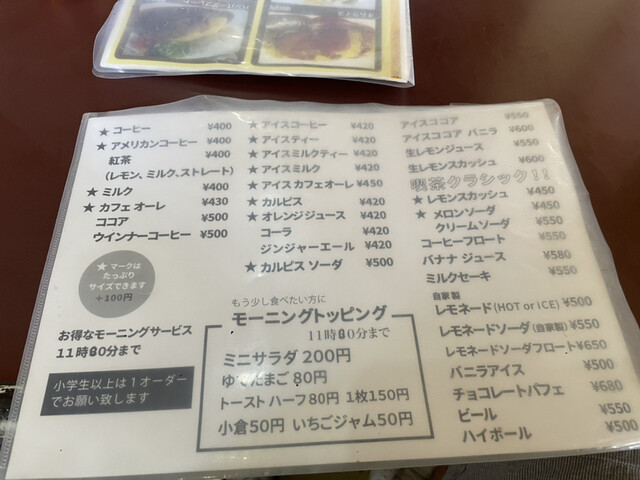 ★ コーヒー ¥400
★ アメリカンコーヒー ¥400
紅茶 ¥400
(レモン、ミルク、ストレート)
★ ミルク ¥400
★ カフェ オーレ ¥430
ココア ¥500
ウインナーコーヒー ¥500
★ マークは
たっぷり
サイズできます
+100円
お得なモーニングサービス
11時00分まで
小学生以上は1オーダー
でお願い致します
★ アイスコーヒー ¥420
★ アイスティー ¥420
★ アイスミルクティー ¥420
★ アイスミルク ¥420
★ アイス カフェオーレ ¥450
★ カルピス ¥420
★ オレンジジュース ¥420
コーラ ¥420
ジンジャーエール ¥420
★ カルピス ソーダ ¥500
もう少し食べたい方に
モーニングトッピング
11時00分まで
ミニサラダ 200円
ゆでたまご 80円
トースト ハーフ 80円 1枚 150円
小倉 50円 いちごジャム 50円
アイスココア ¥550
アイスココア バニラ ¥600
生レモンジュース ¥550
生レモンスカッシュ ¥600
喫茶クラシック!!
★ レモンスカッシュ ¥450
★ メロンソーダ ¥450
クリームソーダ ¥550
コーヒーフロート ¥550
バナナ ジュース ¥580
ミルクセーキ ¥550
自家製
レモネード(HOT or ICE) ¥500
レモネードソーダ(自家製) ¥550
レモネードソーダフロート ¥650
バニラアイス ¥500
チョコレートパフェ ¥680
ビール ¥550
ハイボール ¥500